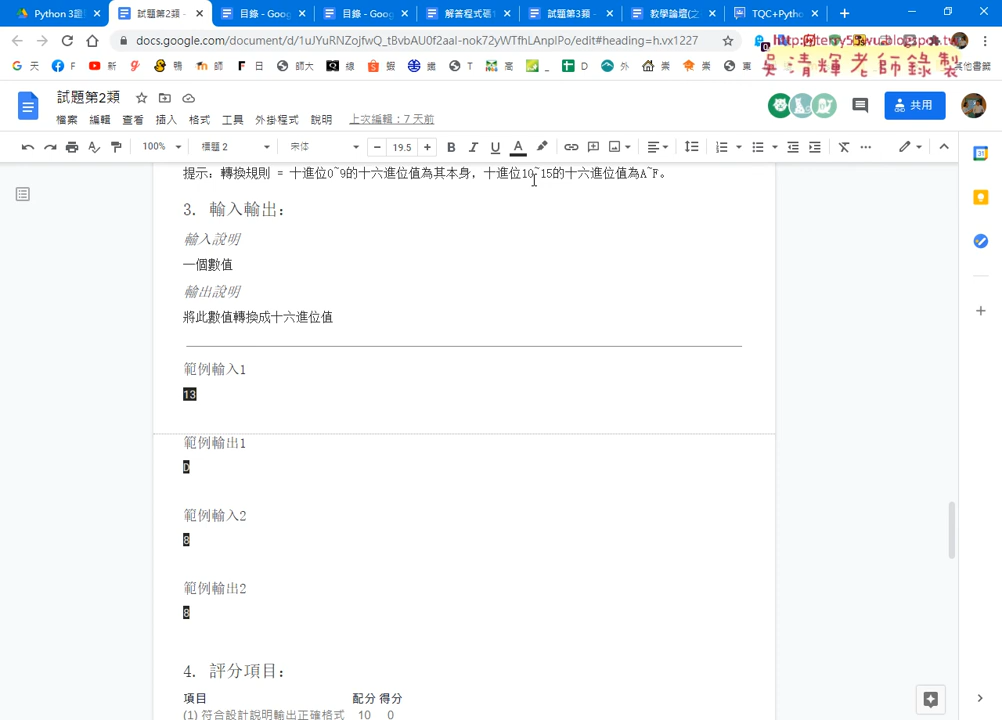 Python 3題
試題第2類 -
目錄 - Goog
目錄 - Goog
解答程式碼1
試題第3類 -
教學論壇(之
TQC+Pytho
docs.google.com/document/d/1uJYuRNZojfwQ_tBvbAU0f2aal-nok72yWTfhLAnplPo/edit#heading=h.vx1227
吳清輝老師錄製
其他書籤
試題第2類
共用
檔案 編輯 查看 插入 格式 工具 外掛程式 說明 上次編輯：7 天前
100% 標題 2 宋体 19.5
提示：轉換規則 = 十進位0~9的十六進位值為其本身，十進位10~15的十六進位值為A~F。
3. 輸入輸出：
輸入說明
一個數值
輸出說明
將此數值轉換成十六進位值
範例輸入1
13
範例輸出1
D
範例輸入2
8
範例輸出2
8
4. 評分項目：
項目 配分 得分
(1) 符合設計說明輸出正確格式 10 0